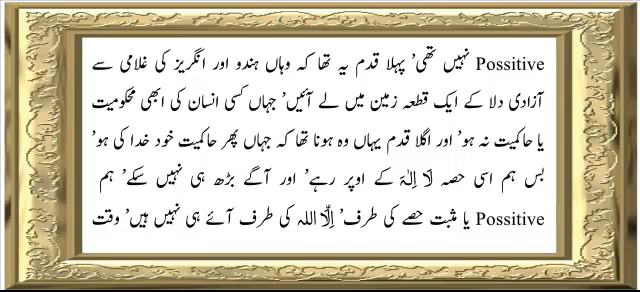 Possitive نہیں تھی’ پہلا قدم یہ تھا کہ وہاں ہندو اور انگریز کی غلامی سے
آزادی دلا کے ایک قطعہ زمین میں لے آئیں’ جہاں کسی انسان کی ابھی محکومیت
یا حاکمیت نہ ہو’ اور اگلا قدم یہاں وہ ہونا تھا کہ جہاں پھر حاکمیت خود خدا کی ہو’
بس ہم اسی حصہ لَا اِلٰہَ کے اوپر رہے’ اور آگے بڑھ ہی نہیں سکے’ ہم
Possitive یا مثبت حصے کی طرف’ اِلَّا اللہ کی طرف آئے ہی نہیں ہیں’ وقت